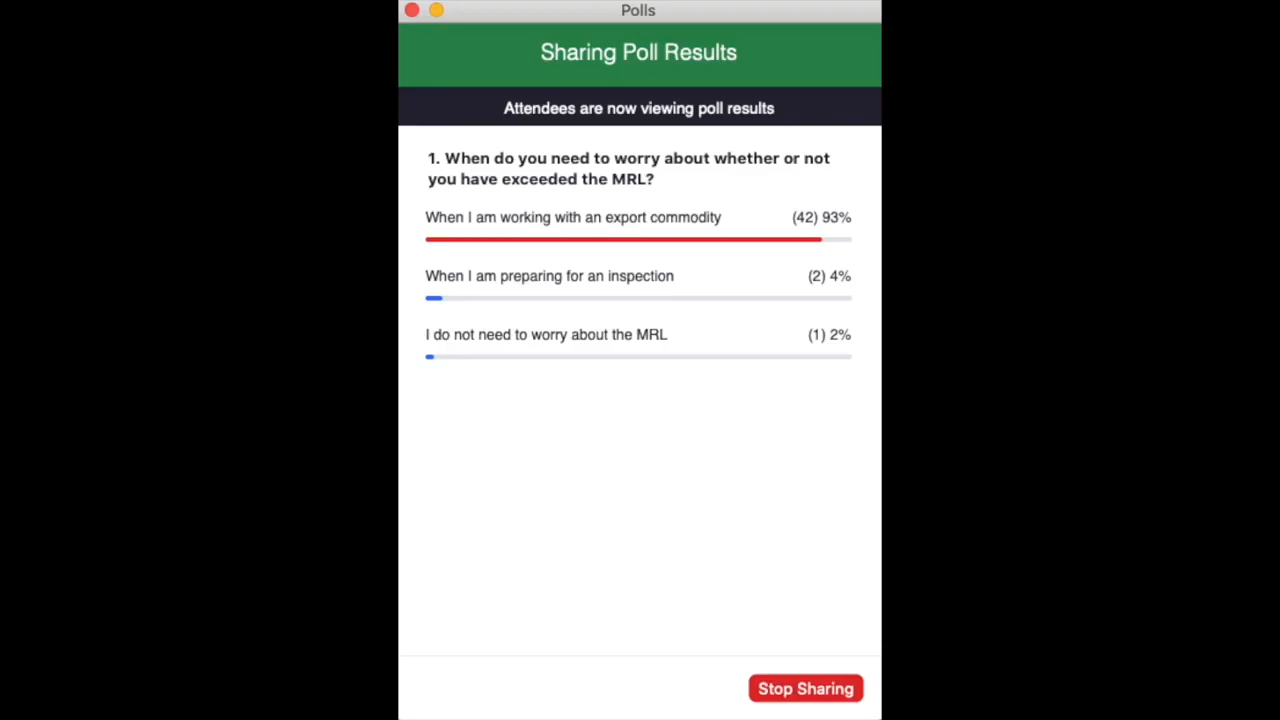 Polls
Sharing Poll Results
Attendees are now viewing poll results
1. When do you need to worry about whether or not
you have exceeded the MRL?
When I am working with an export commodity (42) 93%
When I am preparing for an inspection (2) 4%
I do not need to worry about the MRL (1) 2%
Stop Sharing